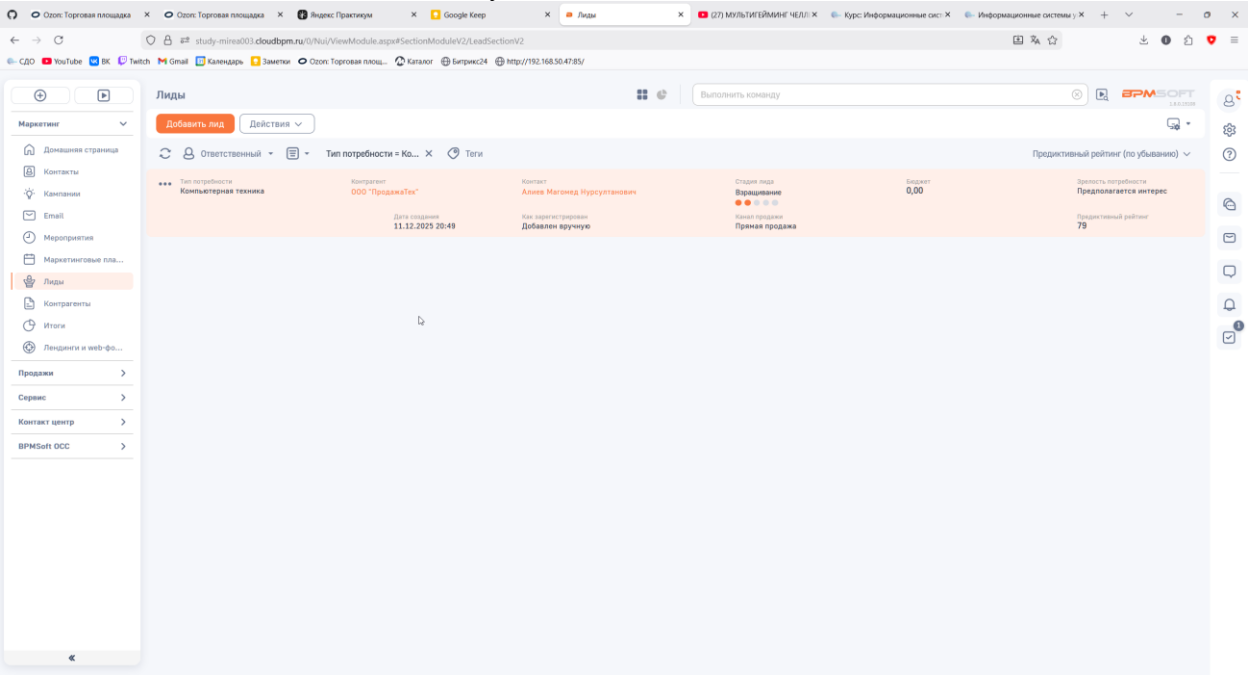 Ozon: Торговая площадка
Ozon: Торговая площадка
Яндекс Практикум
Google Keep
Лиды
(27) МУЛЬТИГЕЙМИНГ ЧЕЛЛ
Курс: Информационные сист
Информационные системы у
study-mirea003.cloudbpm.ru/0/Nui/ViewModule.aspx#SectionModuleV2/LeadSectionV2
СДО YouTube ВК Twitch Gmail Календарь Заметки Ozon: Торговая площ... Каталог Битрикс24 http://192.168.50.47:85/
Маркетинг
Домашняя страница
Контакты
Кампании
Email
Мероприятия
Маркетинговые пла...
Лиды
Контрагенты
Итоги
Лендинги и web-фо...
Продажи
Сервис
Контакт центр
BPMSoft ОСС
Лиды
Выполнить команду
BPMSOFT
Добавить лид
Действия
Ответственный
Тип потребности = Ко...
Теги
Предиктивный рейтинг (по убыванию)
Тип потребности
Компьютерная техника
Контрагент
ООО "ПродажаТех"
Контакт
Алиев Магомед Нурсултанович
Стадия лида
Взращивание
Бюджет
0,00
Зрелость потребности
Предполагается интерес
Дата создания
11.12.2025 20:49
Как зарегистрирован
Добавлен вручную
Канал продажи
Прямая продажа
Предиктивный рейтинг
79
1